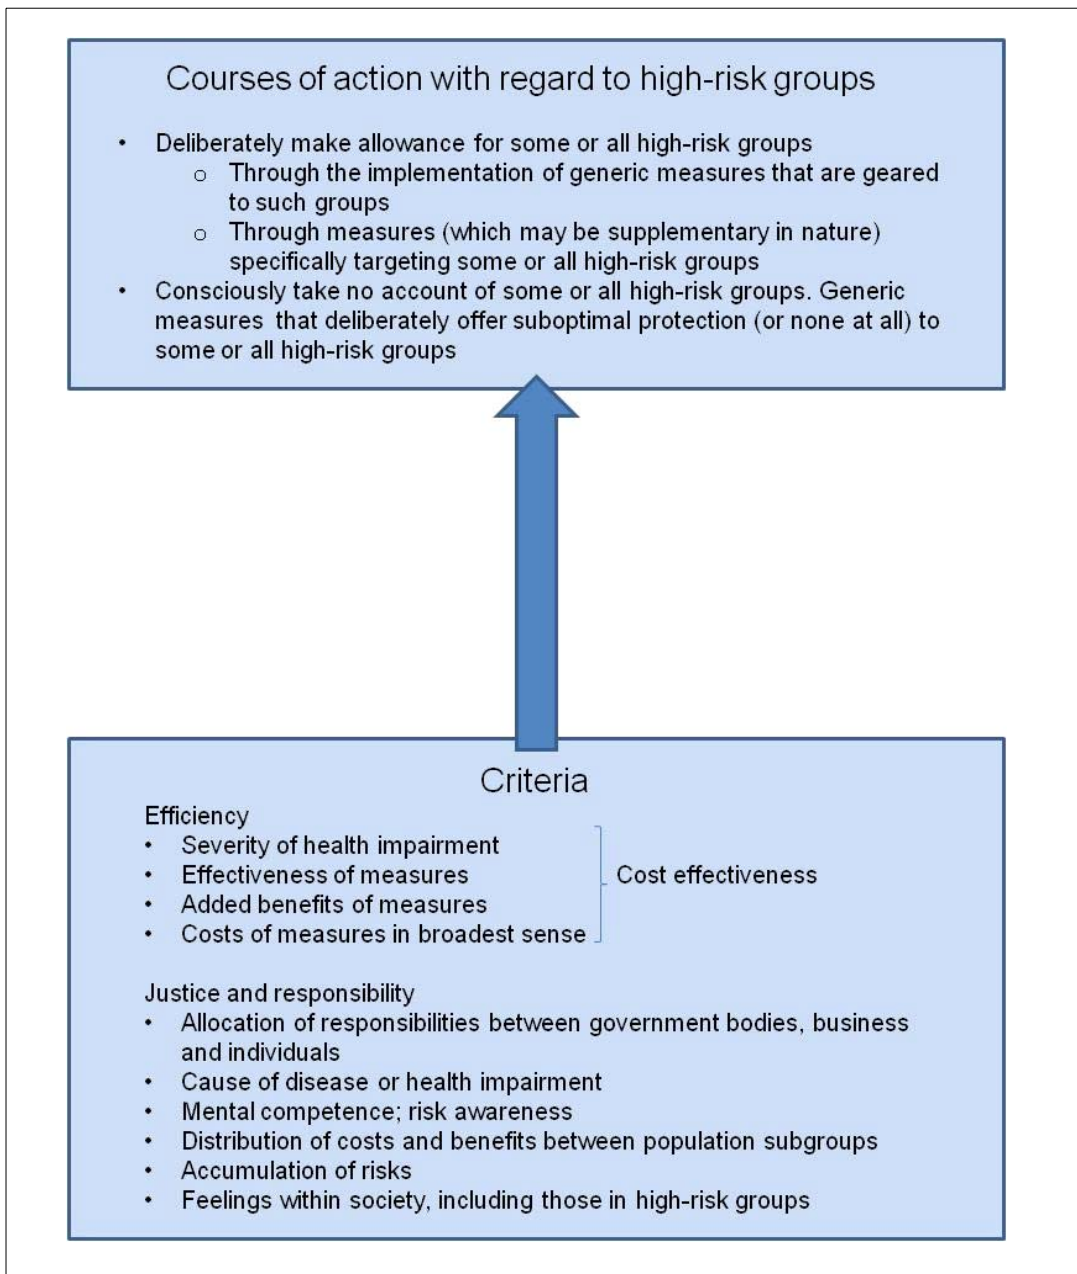 Courses of action with regard to high-risk groups
• Deliberately make allowance for some or all high-risk groups
o Through the implementation of generic measures that are geared
to such groups
o Through measures (which may be supplementary in nature)
specifically targeting some or all high-risk groups
• Consciously take no account of some or all high-risk groups. Generic
measures that deliberately offer suboptimal protection (or none at all) to
some or all high-risk groups
Criteria
Efficiency
• Severity of health impairment
• Effectiveness of measures
• Added benefits of measures
• Costs of measures in broadest sense
Cost effectiveness
Justice and responsibility
• Allocation of responsibilities between government bodies, business
and individuals
• Cause of disease or health impairment
• Mental competence; risk awareness
• Distribution of costs and benefits between population subgroups
• Accumulation of risks
• Feelings within society, including those in high-risk groups